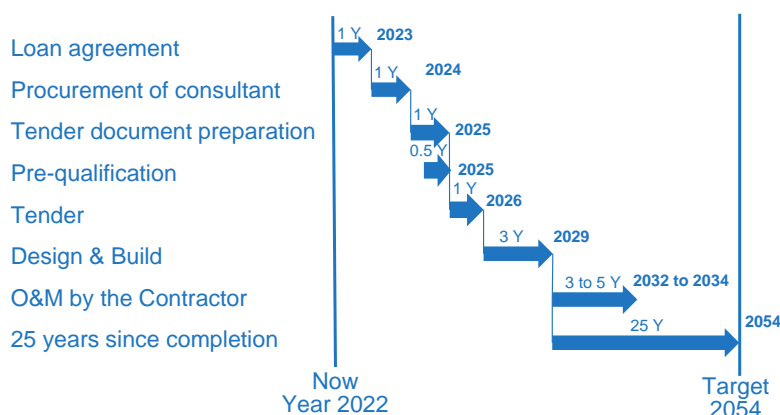 Loan agreement
1 Y
2023
Procurement of consultant
1 Y
2024
Tender document preparation
1 Y
2025
Pre-qualification
0.5 Y
2025
Tender
1 Y
2026
Design & Build
3 Y
2029
O&M by the Contractor
3 to 5 Y
2032 to 2034
25 years since completion
25 Y
2054
Now
Year 2022
Target
2054